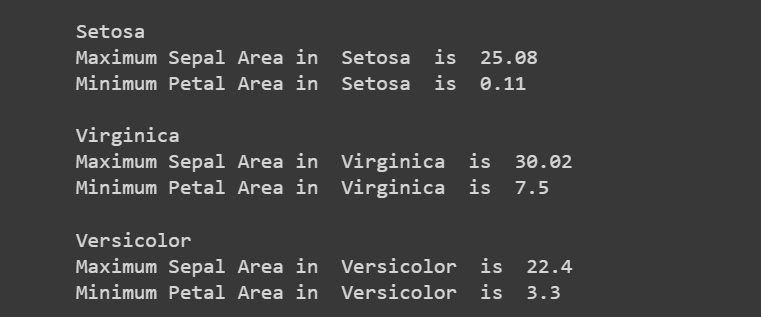 Setosa
Maximum Sepal Area in  Setosa  is  25.08
Minimum Petal Area in  Setosa  is  0.11
Virginica
Maximum Sepal Area in  Virginica  is  30.02
Minimum Petal Area in  Virginica  is  7.5
Versicolor
Maximum Sepal Area in  Versicolor  is  22.4
Minimum Petal Area in  Versicolor  is  3.3